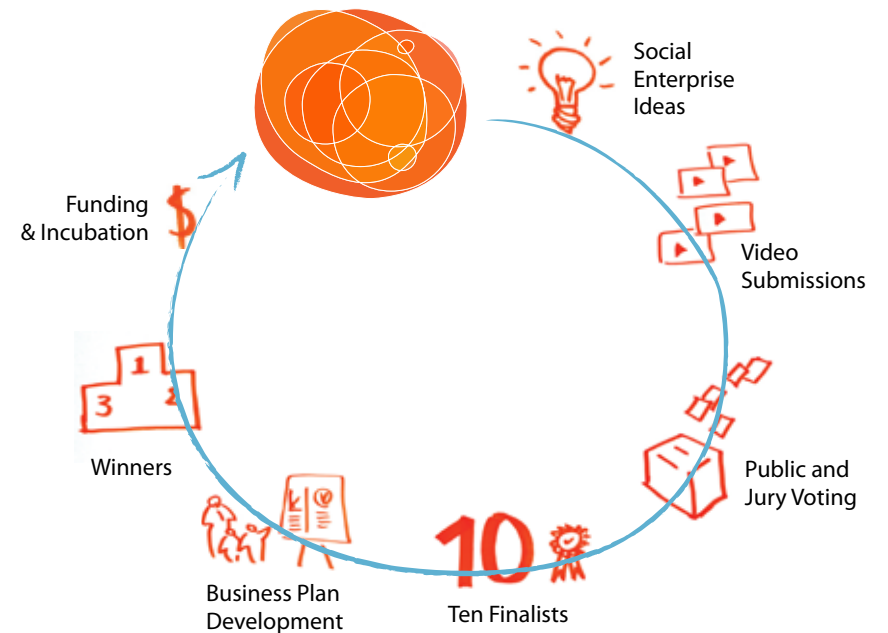 Social
Enterprise
Ideas
Video
Submissions
Public and
Jury Voting
10
Ten Finalists
Business Plan
Development
1
3 2
Winners
$
Funding
& Incubation